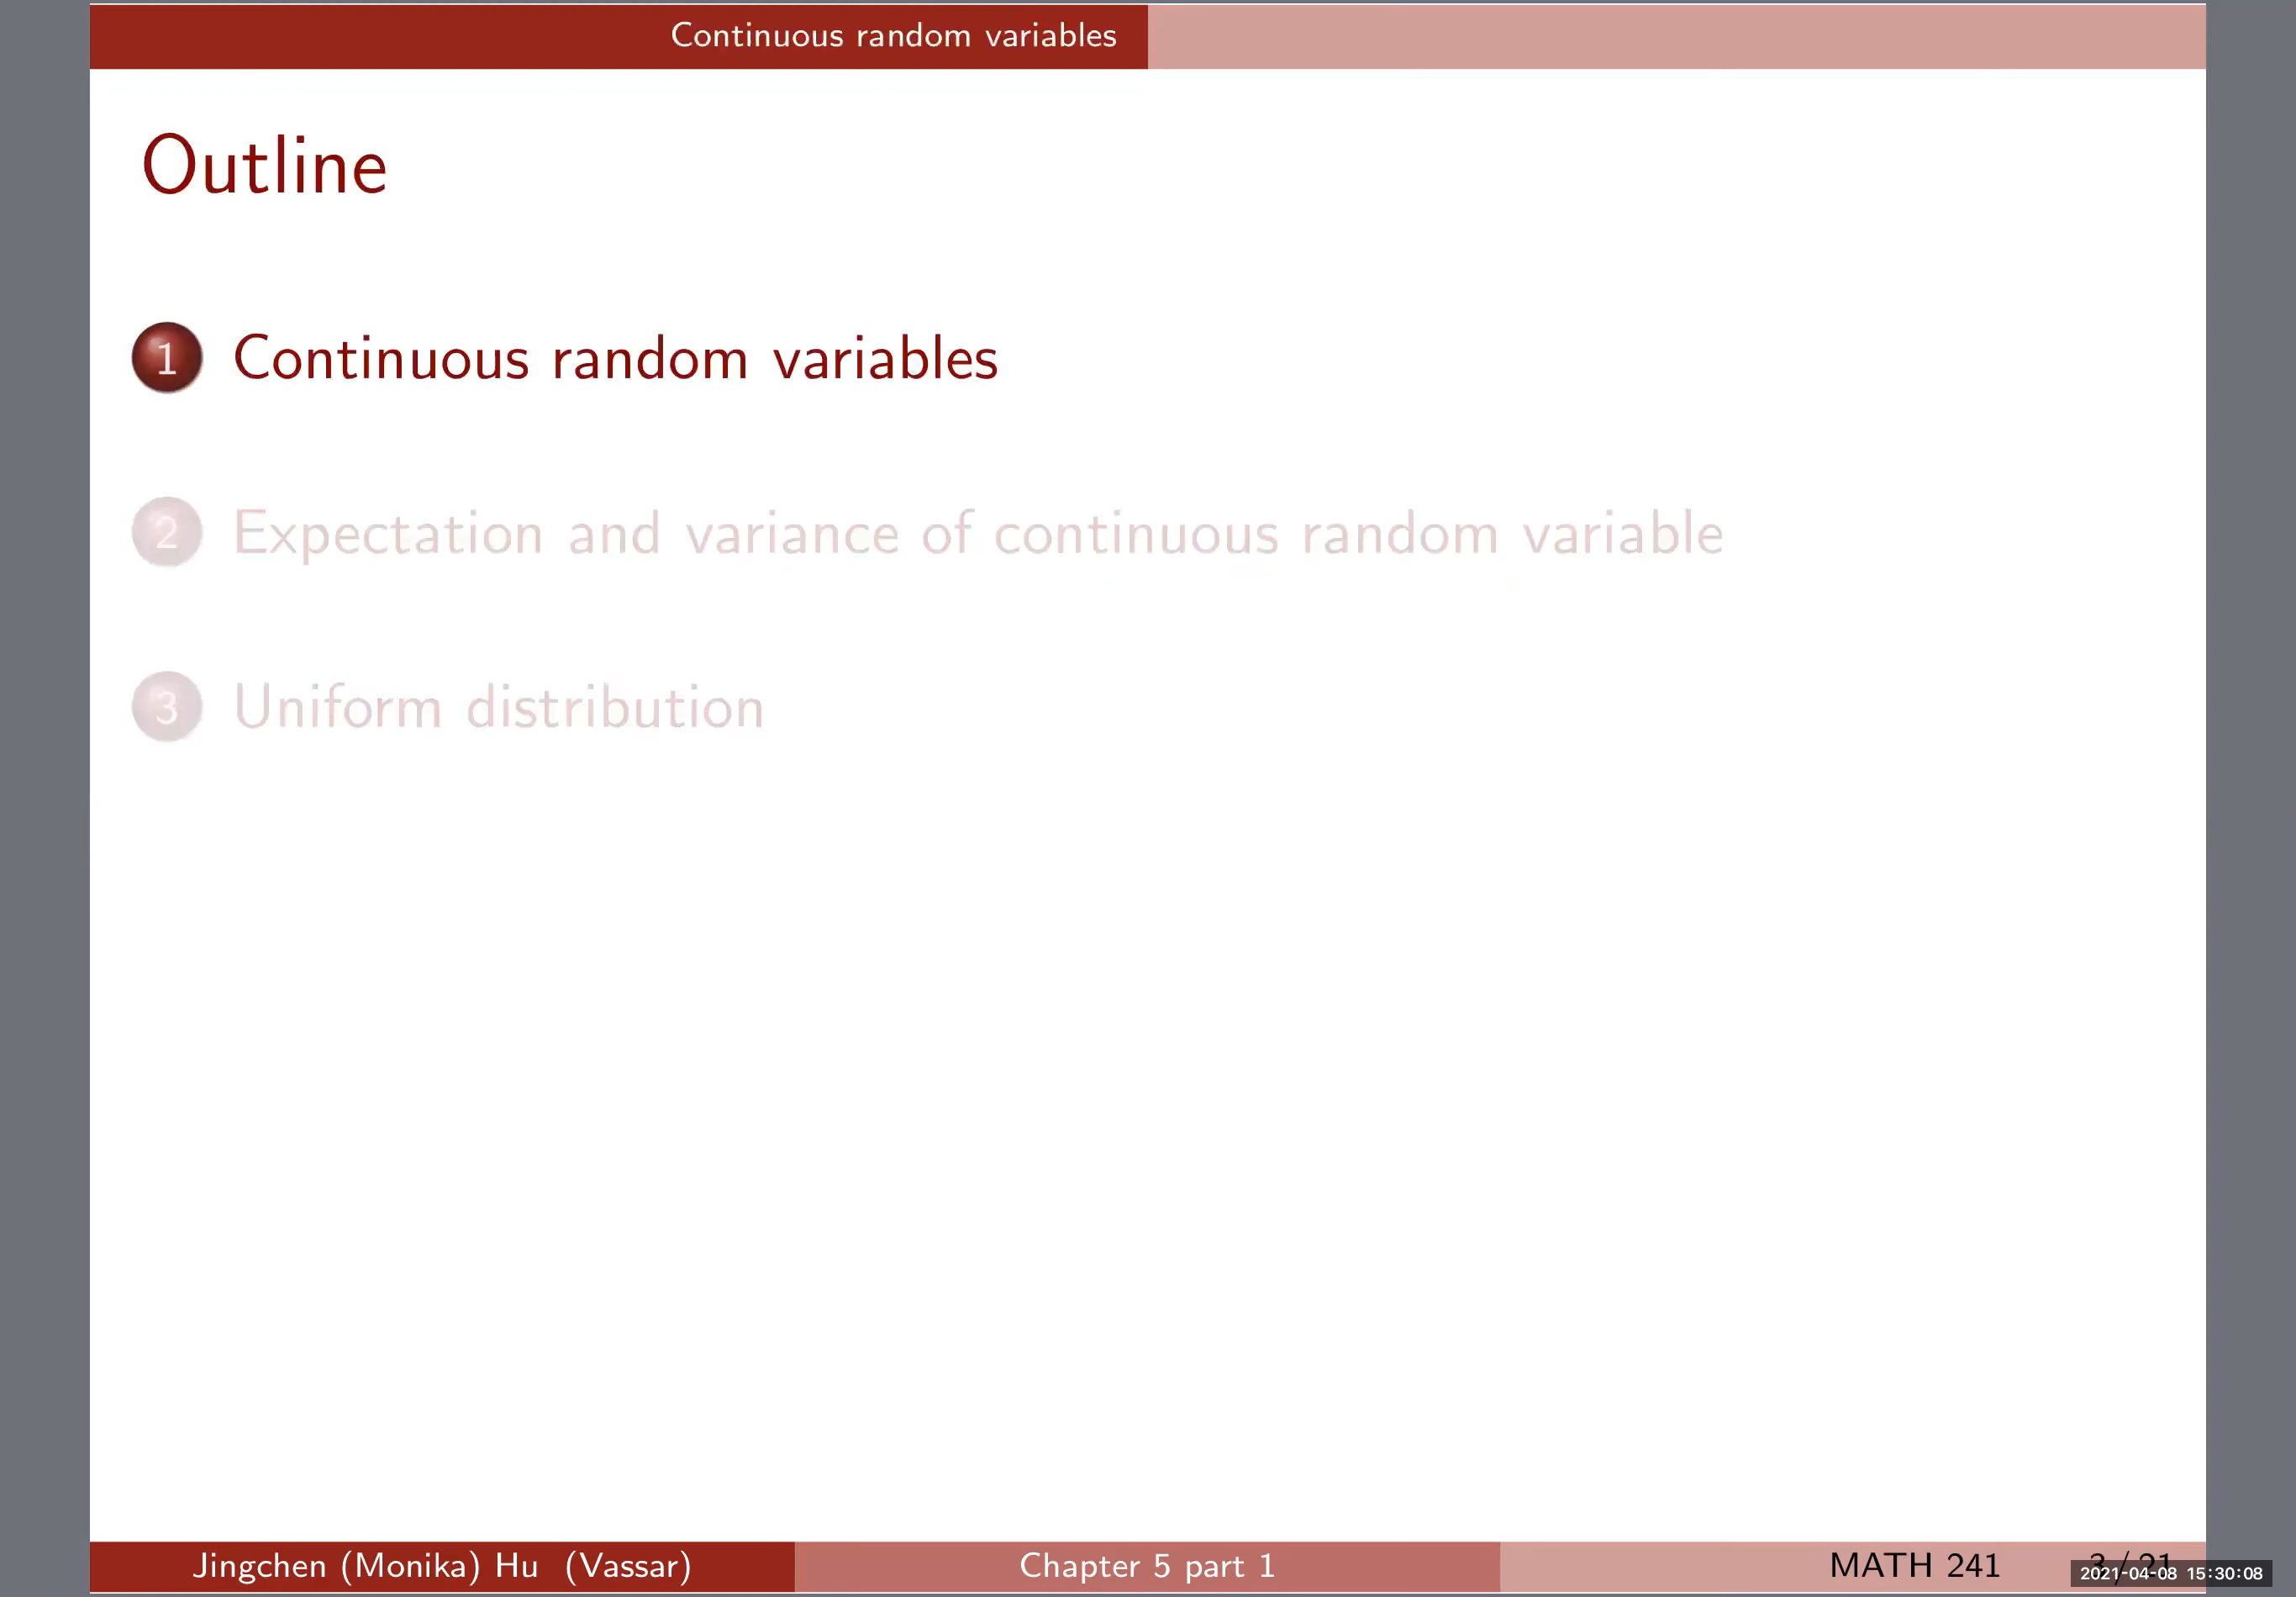 Continuous random variables
Outline
1 Continuous random variables
2 Expectation and variance of continuous random variable
3 Uniform distribution
Jingchen (Monika) Hu (Vassar)
Chapter 5 part 1
MATH 241
3 / 21
2021-04-08 15:30:08